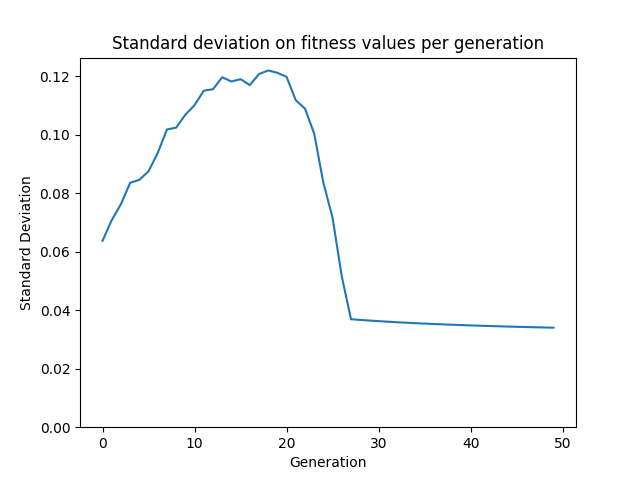 Standard deviation on fitness values per generation
0.12
0.10
0.08
0.06
0.04
0.02
0.00
Standard Deviation
0 10 20 30 40 50
Generation